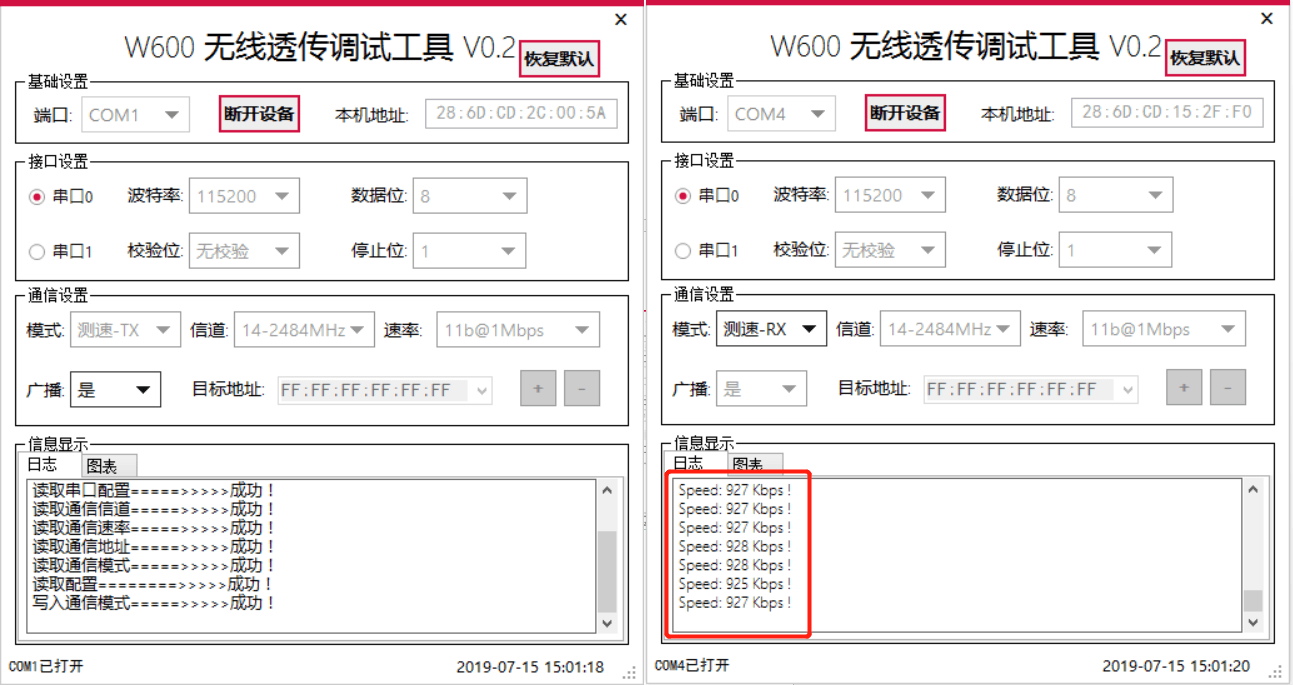 ×
W600 无线透传调试工具 V0.2
恢复默认
基础设置
端口: COM1 断开设备 本机地址: 28:6D:CD:2C:00:5A
接口设置
串口0 波特率: 115200 数据位: 8
串口1 校验位: 无校验 停止位: 1
通信设置
模式: 测速-TX 信道: 14-2484MHz 速率: 11b@1Mbps
广播: 是 目标地址: FF:FF:FF:FF:FF:FF + -
信息显示
日志 图表
读取串口配置=====>>>>>成功！
读取通信信道=====>>>>>成功！
读取通信速率=====>>>>>成功！
读取通信地址=====>>>>>成功！
读取通信模式=====>>>>>成功！
读取配置========>>>>>成功！
写入通信模式=====>>>>>成功！
COM1已打开 2019-07-15 15:01:18
×
W600 无线透传调试工具 V0.2
恢复默认
基础设置
端口: COM4 断开设备 本机地址: 28:6D:CD:15:2F:F0
接口设置
串口0 波特率: 115200 数据位: 8
串口1 校验位: 无校验 停止位: 1
通信设置
模式: 测速-RX 信道: 14-2484MHz 速率: 11b@1Mbps
广播: 是 目标地址: FF:FF:FF:FF:FF:FF + -
信息显示
日志 图表
Speed: 927 Kbps !
Speed: 927 Kbps !
Speed: 927 Kbps !
Speed: 928 Kbps !
Speed: 928 Kbps !
Speed: 925 Kbps !
Speed: 927 Kbps !
COM4已打开 2019-07-15 15:01:20